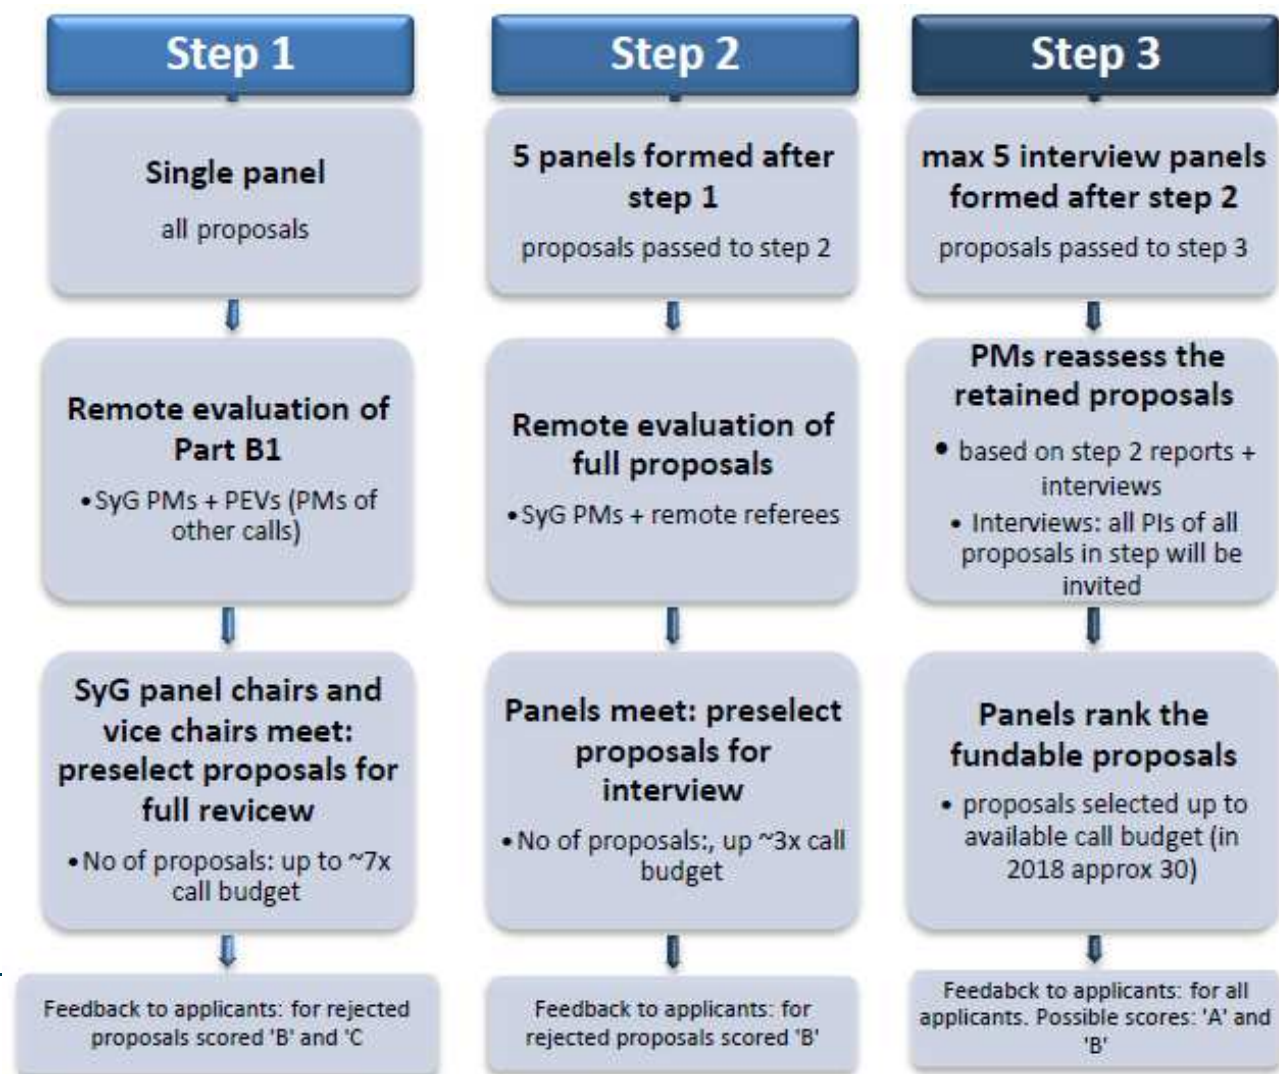 Step 1
Single panel
all proposals
Remote evaluation of
Part B1
•SyG PMs + PEVs (PMs of
other calls)
SyG panel chairs and
vice chairs meet:
preselect proposals for
full revicew
•No of proposals: up to ~7x
call budget
Feedback to applicants: for rejected
proposals scored 'B' and 'C
Step 2
5 panels formed after
step 1
proposals passed to step 2
Remote evaluation of
full proposals
•SyG PMs + remote referees
Panels meet: preselect
proposals for
interview
•No of proposals:, up ~3x call
budget
Feedback to applicants: for
rejected proposals scored 'B'
Step 3
max 5 interview panels
formed after step 2
proposals passed to step 3
PMs reassess the
retained proposals
• based on step 2 reports +
interviews
• Interviews: all PIs of all
proposals in step will be
invited
Panels rank the
fundable proposals
• proposals selected up to
available call budget (in
2018 approx 30)
Feedabck to applicants: for all
applicants. Possible scores: 'A' and
'B'